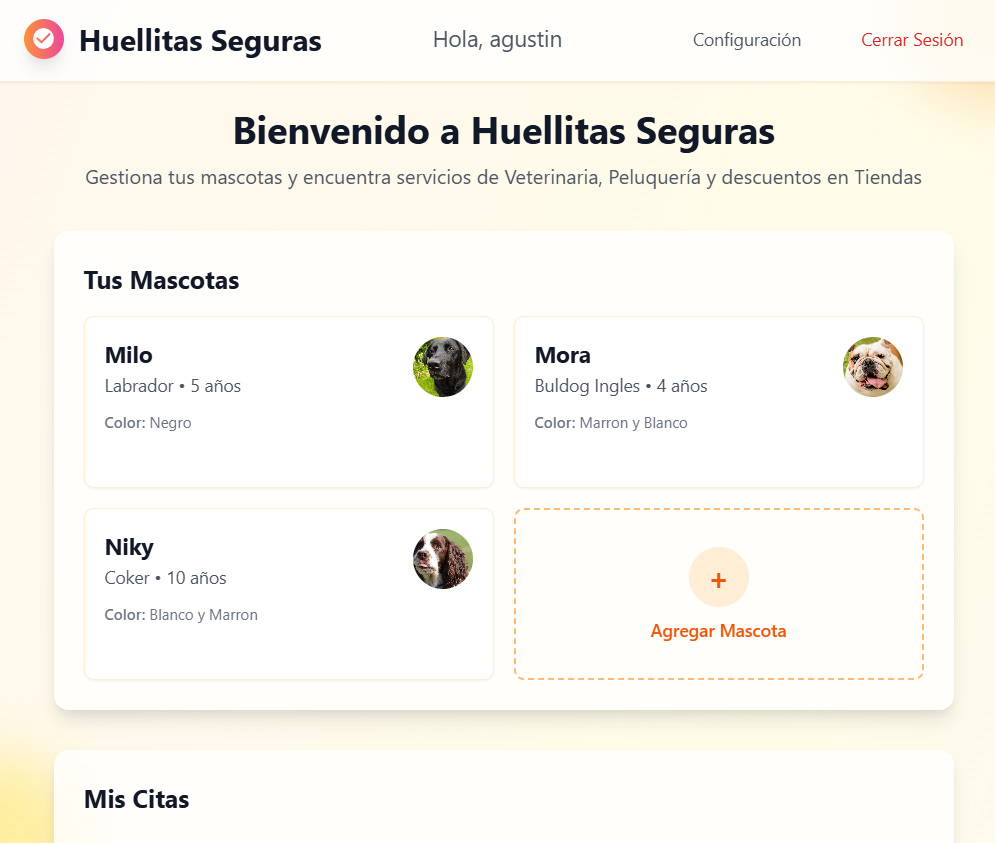 Huellitas Seguras
Hola, agustin
Configuración
Cerrar Sesión
Bienvenido a Huellitas Seguras
Gestiona tus mascotas y encuentra servicios de Veterinaria, Peluquería y descuentos en Tiendas
Tus Mascotas
Milo
Labrador • 5 años
Color: Negro
Mora
Buldog Ingles • 4 años
Color: Marron y Blanco
Niky
Coker • 10 años
Color: Blanco y Marron
+
Agregar Mascota
Mis Citas